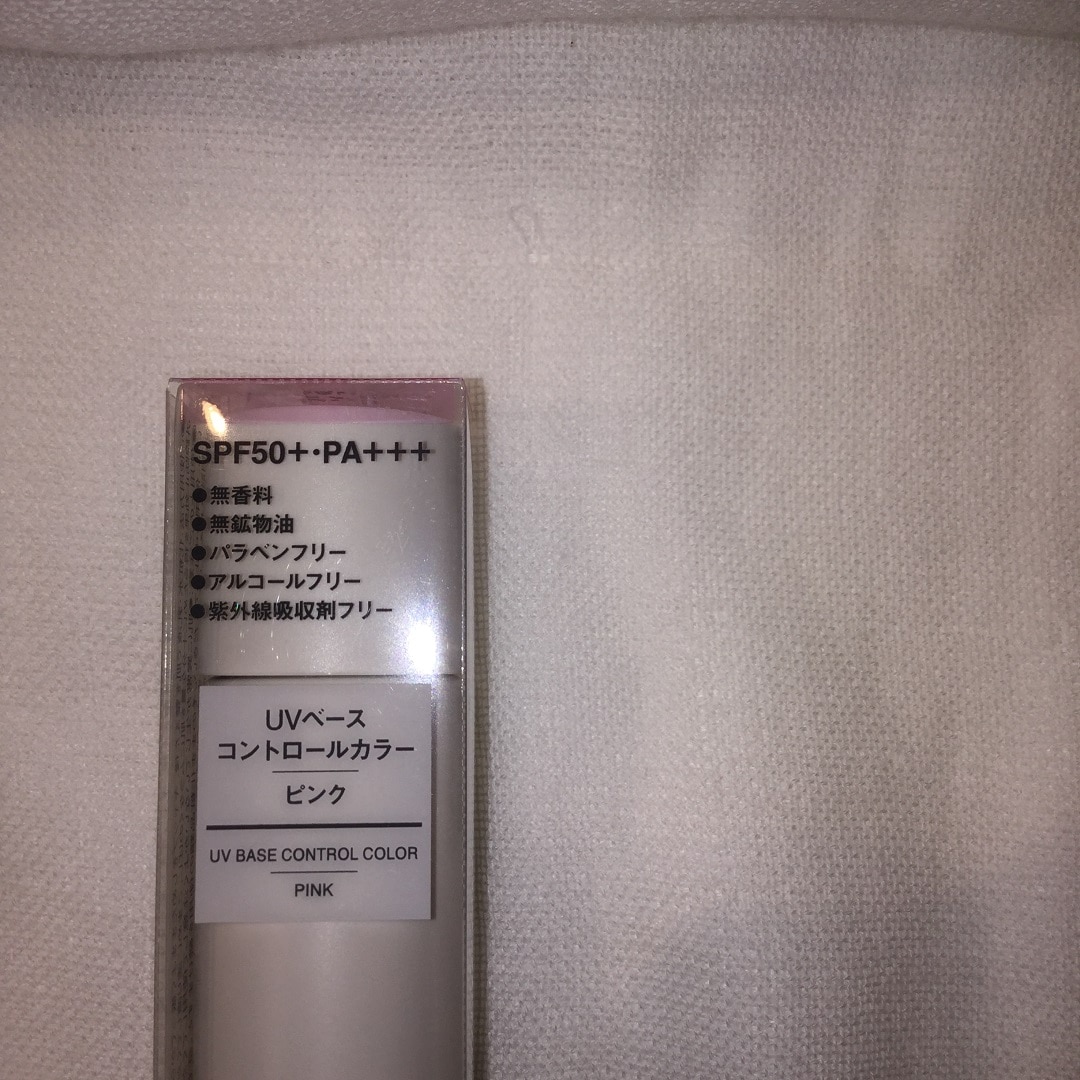 SPF50+・PA+++
●無香料
●無鉱物油
●パラベンフリー
●アルコールフリー
●紫外線吸収剤フリー
UVベース
コントロールカラー
ピンク
UV BASE CONTROL COLOR
PINK